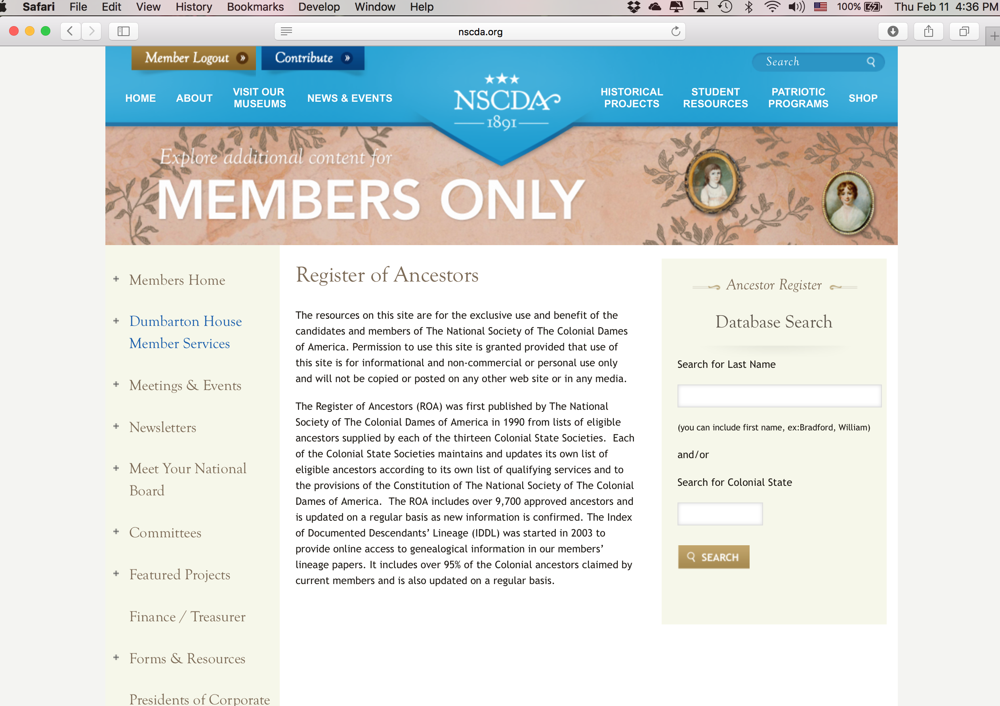 Safari File Edit View History Bookmarks Develop Window Help 100% Thu Feb 11 4:36 PM
nscda.org
Member Logout » Contribute » Search
HOME ABOUT VISIT OUR MUSEUMS NEWS & EVENTS
NSCDA
1891
HISTORICAL PROJECTS STUDENT RESOURCES PATRIOTIC PROGRAMS SHOP
Explore additional content for
MEMBERS ONLY
+ Members Home
+ Dumbarton House
Member Services
+ Meetings & Events
+ Newsletters
+ Meet Your National
Board
+ Committees
+ Featured Projects
Finance / Treasurer
+ Forms & Resources
Presidents of Corporate
Register of Ancestors
The resources on this site are for the exclusive use and benefit of the
candidates and members of The National Society of The Colonial Dames
of America. Permission to use this site is granted provided that use of
this site is for informational and non-commercial or personal use only
and will not be copied or posted on any other web site or in any media.
The Register of Ancestors (ROA) was first published by The National
Society of The Colonial Dames of America in 1990 from lists of eligible
ancestors supplied by each of the thirteen Colonial State Societies.  Each
of the Colonial State Societies maintains and updates its own list of
eligible ancestors according to its own list of qualifying services and to
the provisions of the Constitution of The National Society of The Colonial
Dames of America.  The ROA includes over 9,700 approved ancestors and
is updated on a regular basis as new information is confirmed. The Index
of Documented Descendants’ Lineage (IDDL) was started in 2003 to
provide online access to genealogical information in our members’
lineage papers. It includes over 95% of the Colonial ancestors claimed by
current members and is also updated on a regular basis.
Ancestor Register
Database Search
Search for Last Name
(you can include first name, ex:Bradford, William)
and/or
Search for Colonial State
SEARCH